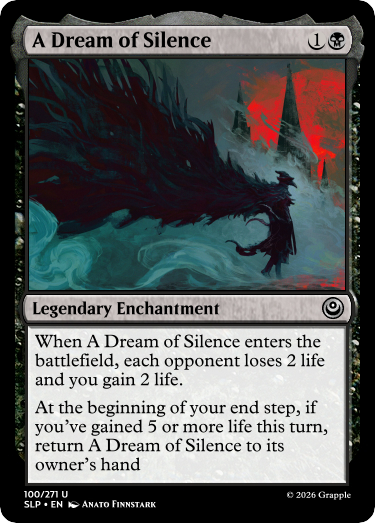 A Dream of Silence 1
Legendary Enchantment
When A Dream of Silence enters the
battlefield, each opponent loses 2 life
and you gain 2 life.
At the beginning of your end step, if
you've gained 5 or more life this turn,
return A Dream of Silence to its
owner's hand
100/271 U
SLP • EN Anato Finnstark
© 2026 Grapple